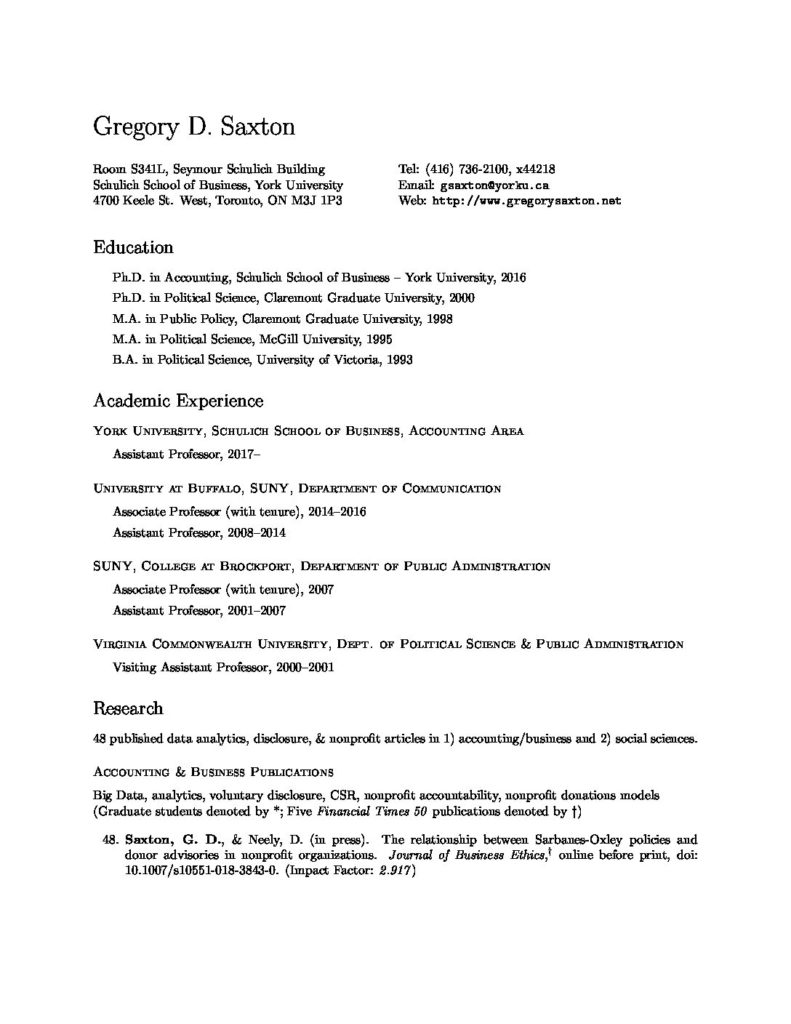 Gregory D. Saxton
Room S341L, Seymour Schulich Building
Schulich School of Business, York University
4700 Keele St. West, Toronto, ON M3J 1P3
Tel: (416) 736-2100, x44218
Email: gsaxton@yorku.ca
Web: http://www.gregorysaxton.net
Education
Ph.D. in Accounting, Schulich School of Business – York University, 2016
Ph.D. in Political Science, Claremont Graduate University, 2000
M.A. in Public Policy, Claremont Graduate University, 1998
M.A. in Political Science, McGill University, 1995
B.A. in Political Science, University of Victoria, 1993
Academic Experience
York University, Schulich School of Business, Accounting Area
Assistant Professor, 2017–
University at Buffalo, SUNY, Department of Communication
Associate Professor (with tenure), 2014–2016
Assistant Professor, 2008–2014
SUNY, College at Brockport, Department of Public Administration
Associate Professor (with tenure), 2007
Assistant Professor, 2001–2007
Virginia Commonwealth University, Dept. of Political Science & Public Administration
Visiting Assistant Professor, 2000–2001
Research
48 published data analytics, disclosure, & nonprofit articles in 1) accounting/business and 2) social sciences.
Accounting & Business Publications
Big Data, analytics, voluntary disclosure, CSR, nonprofit accountability, nonprofit donations models
(Graduate students denoted by *; Five Financial Times 50 publications denoted by †)
48. Saxton, G. D., & Neely, D. (in press). The relationship between Sarbanes-Oxley policies and
donor advisories in nonprofit organizations. Journal of Business Ethics,† online before print, doi:
10.1007/s10551-018-3843-0. (Impact Factor: 2.917)